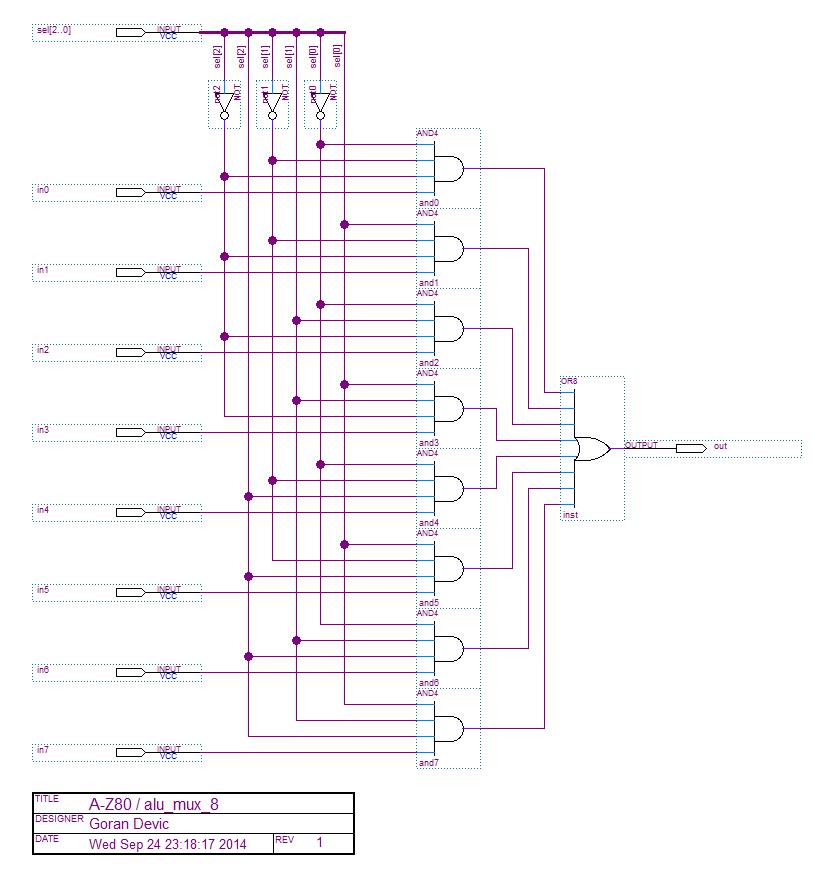 sel[2..0] INPUT VCC
sel[2] sel[2] sel[1] sel[1] sel[0] sel[0]
not2 NOT not1 NOT not0 NOT
AND4
in0 INPUT VCC
and0
AND4
in1 INPUT VCC
and1
AND4
in2 INPUT VCC
and2
AND4
OR8
in3 INPUT VCC
and3
OUTPUT out
AND4
in4 INPUT VCC
inst
and4
AND4
in5 INPUT VCC
and5
AND4
in6 INPUT VCC
and6
AND4
in7 INPUT VCC
and7
TITLE A-Z80 / alu_mux_8
DESIGNER Goran Devic
DATE Wed Sep 24 23:18:17 2014 REV 1